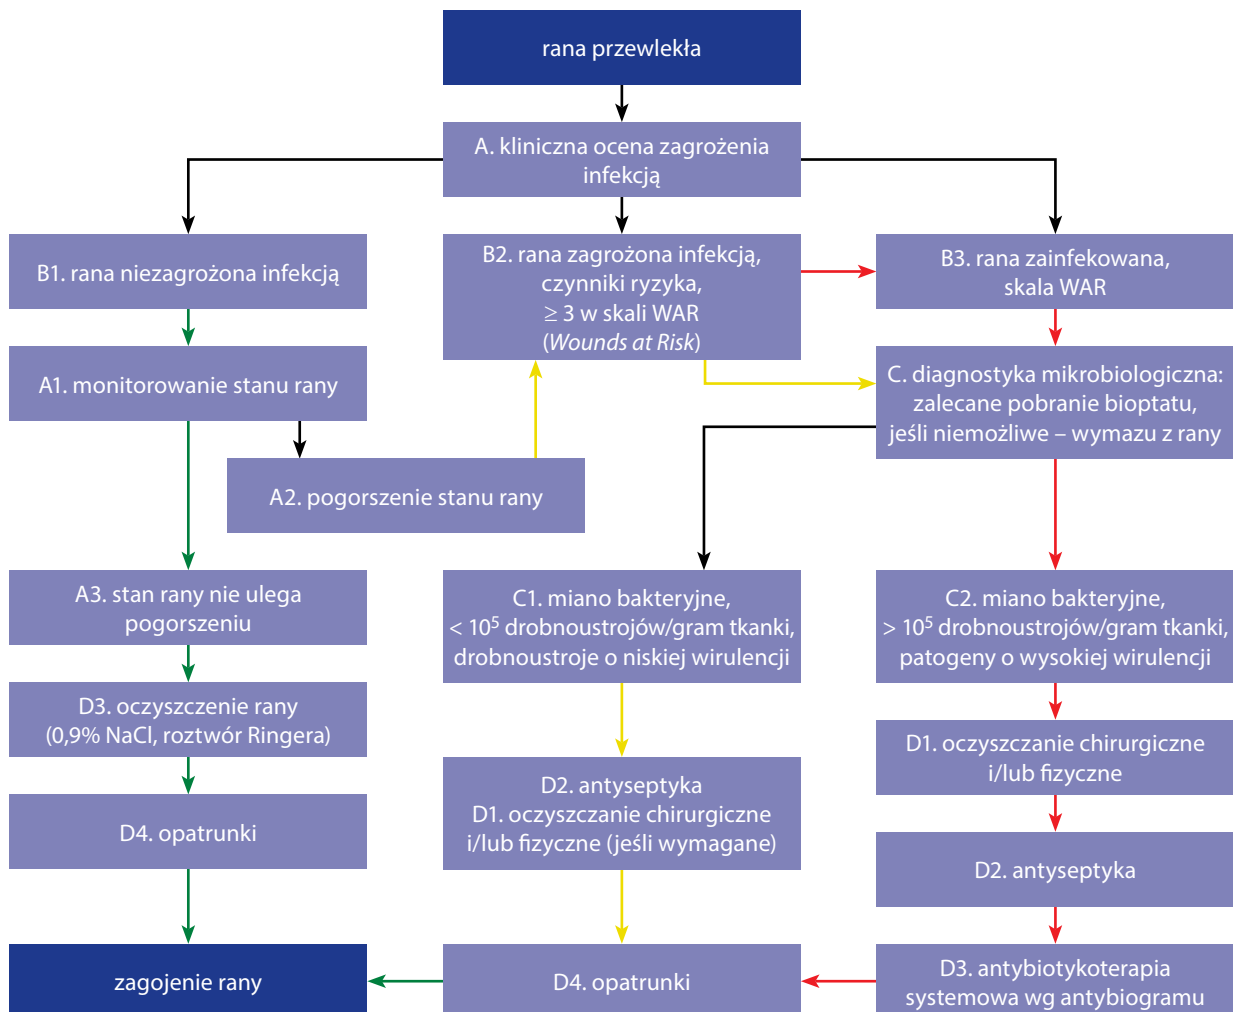 rana przewlekła
A. kliniczna ocena zagrożenia
infekcją
B1. rana niezagrożona infekcją
B2. rana zagrożona infekcją,
czynniki ryzyka,
≥ 3 w skali WAR
(Wounds at Risk)
B3. rana zainfekowana,
skala WAR
A1. monitorowanie stanu rany
C. diagnostyka mikrobiologiczna:
zalecane pobranie bioptatu,
jeśli niemożliwe – wymazu z rany
A2. pogorszenie stanu rany
A3. stan rany nie ulega
pogorszeniu
C1. miano bakteryjne,
< 10⁵ drobnoustrojów/gram tkanki,
drobnoustroje o niskiej wirulencji
C2. miano bakteryjne,
> 10⁵ drobnoustrojów/gram tkanki,
patogeny o wysokiej wirulencji
D3. oczyszczenie rany
(0,9% NaCl, roztwór Ringera)
D1. oczyszczanie chirurgiczne
i/lub fizyczne
D4. opatrunki
D2. antyseptyka
D1. oczyszczanie chirurgiczne
i/lub fizyczne (jeśli wymagane)
D2. antyseptyka
zagojenie rany
D4. opatrunki
D3. antybiotykoterapia
systemowa wg antybiogramu